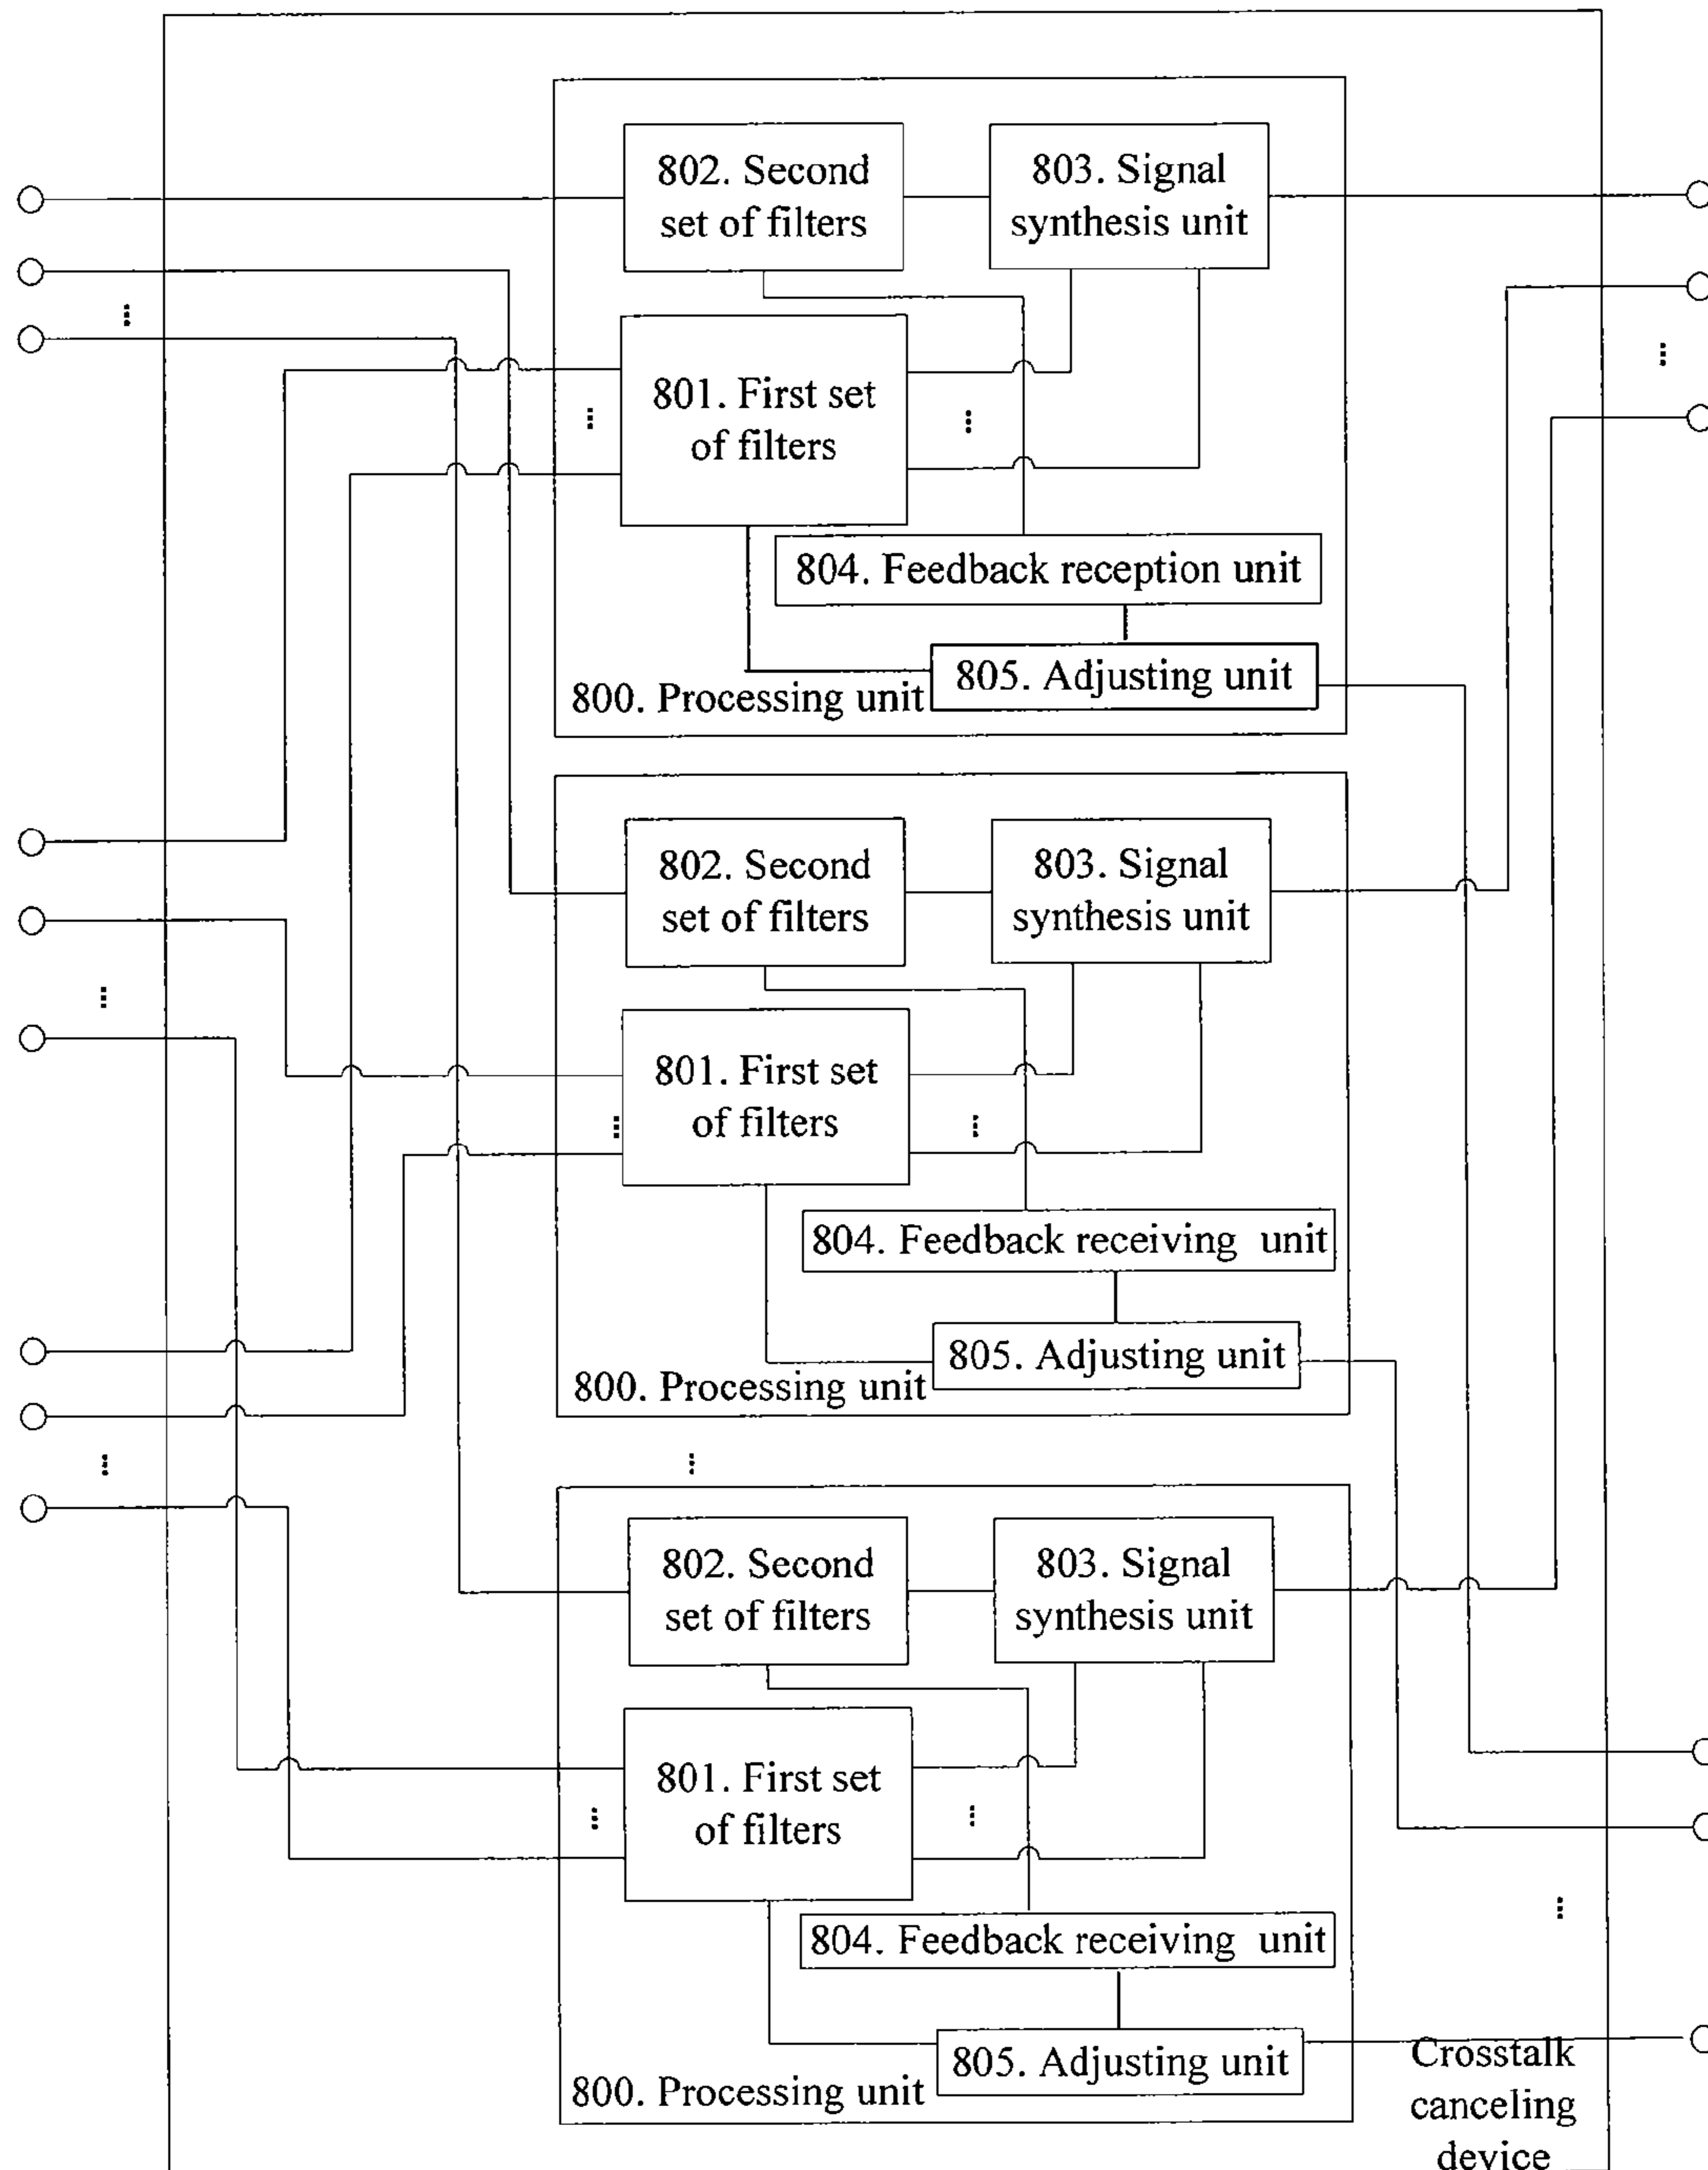 802. Second
set of filters
803. Signal
synthesis unit
801. First set
of filters
804. Feedback reception unit
805. Adjusting unit
800. Processing unit
802. Second
set of filters
803. Signal
synthesis unit
801. First set
of filters
804. Feedback receiving unit
805. Adjusting unit
800. Processing unit
802. Second
set of filters
803. Signal
synthesis unit
801. First set
of filters
804. Feedback receiving unit
805. Adjusting unit
800. Processing unit
Crosstalk
canceling
device